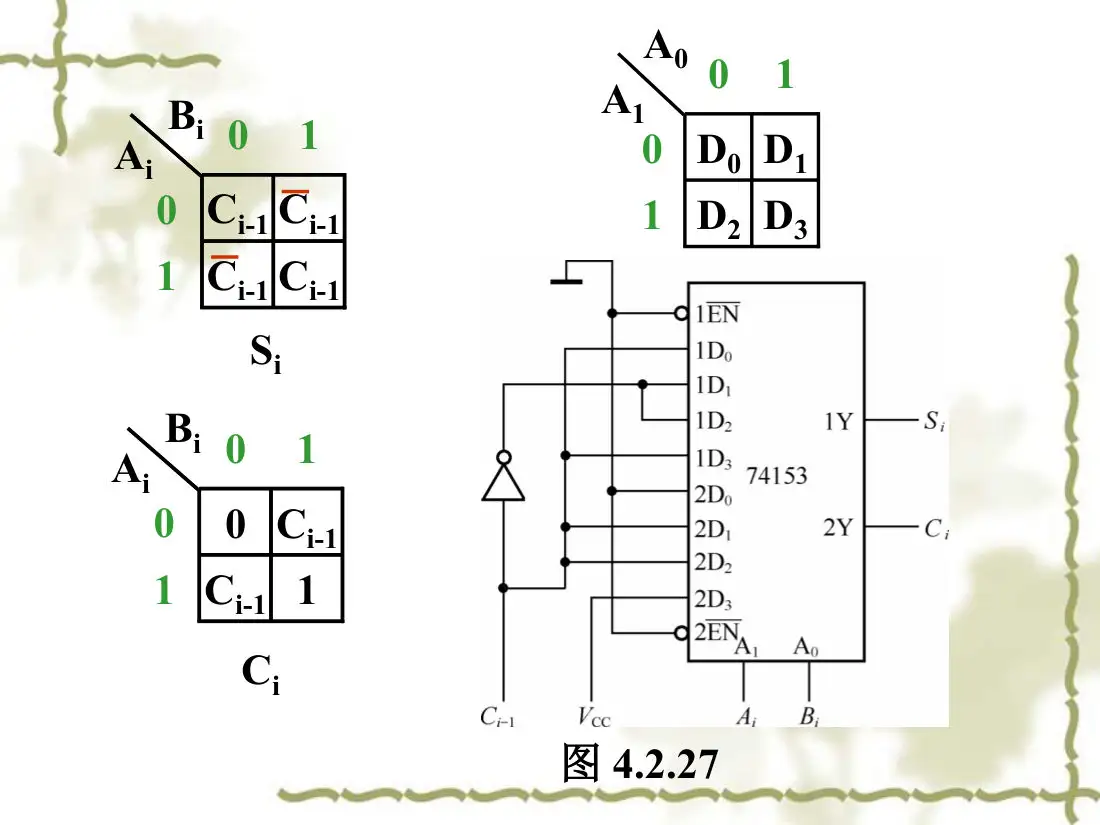 Bᵢ 0 1
Aᵢ
0 Cᵢ₋₁ C̅ᵢ₋₁
1 C̅ᵢ₋₁ Cᵢ₋₁
Sᵢ
Bᵢ 0 1
Aᵢ
0 0 Cᵢ₋₁
1 Cᵢ₋₁ 1
Cᵢ
A₀ 0 1
A₁
0 D₀ D₁
1 D₂ D₃
1E̅N̅
1D₀
1D₁
1D₂
1D₃
2D₀
2D₁
2D₂
2D₃
2E̅N̅
74153
1Y Sᵢ
2Y Cᵢ
A₁ A₀
Cᵢ₋₁ V_CC Aᵢ Bᵢ
图 4.2.27